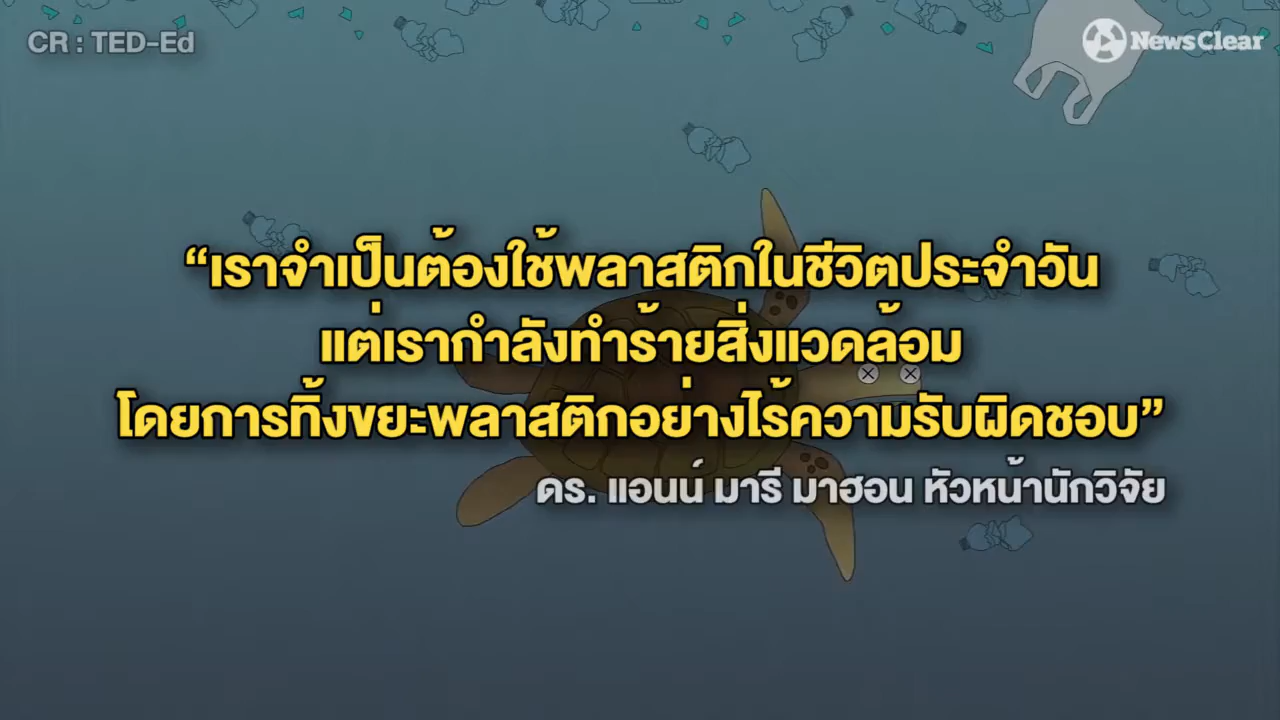 CR : TED-Ed
NewsClear
“เราจำเป็นต้องใช้พลาสติกในชีวิตประจำวัน
แต่เรากำลังทำร้ายสิ่งแวดล้อม
โดยการทิ้งขยะพลาสติกอย่างไร้ความรับผิดชอบ”
ดร. แอนน์ มารี มาฮอน หัวหน้านักวิจัย